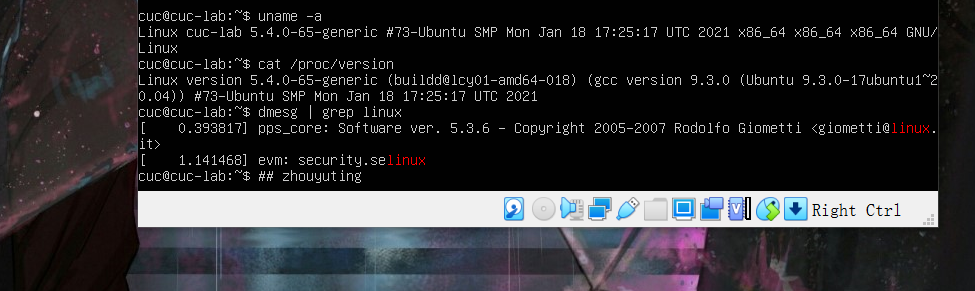 cuc@cuc-lab:~$ uname -a
Linux cuc-lab 5.4.0-65-generic #73-Ubuntu SMP Mon Jan 18 17:25:17 UTC 2021 x86_64 x86_64 x86_64 GNU/
Linux
cuc@cuc-lab:~$ cat /proc/version
Linux version 5.4.0-65-generic (buildd@lcy01-amd64-018) (gcc version 9.3.0 (Ubuntu 9.3.0-17ubuntu1~2
0.04)) #73-Ubuntu SMP Mon Jan 18 17:25:17 UTC 2021
cuc@cuc-lab:~$ dmesg | grep linux
[    0.393817] pps_core: Software ver. 5.3.6 - Copyright 2005-2007 Rodolfo Giometti <giometti@linux.
it>
[    1.141468] evm: security.selinux
cuc@cuc-lab:~$ ## zhouyuting
Right Ctrl